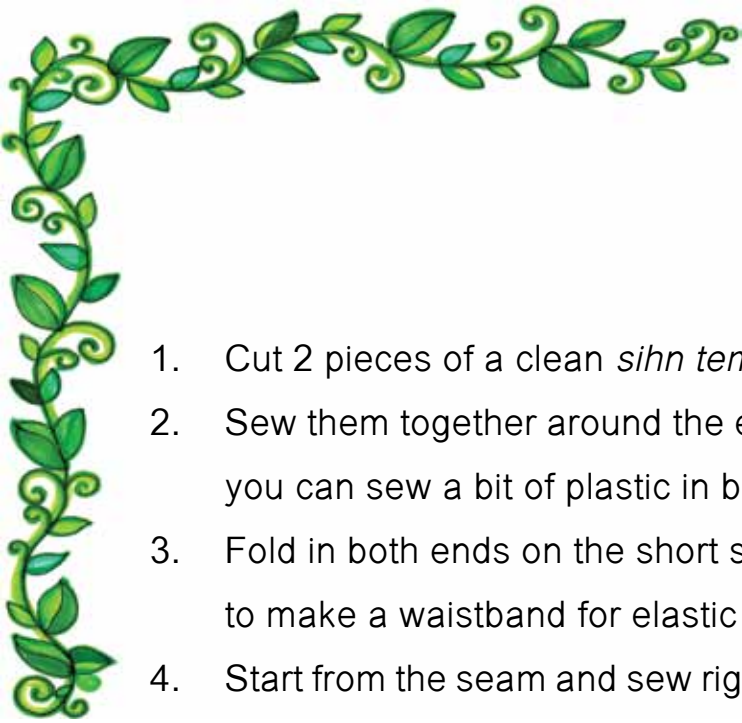 1. Cut 2 pieces of a clean sihn
2. Sew them together around the
you can sew a bit of plastic in
3. Fold in both ends on the short
to make a waistband for elastic
4. Start from the seam and sew